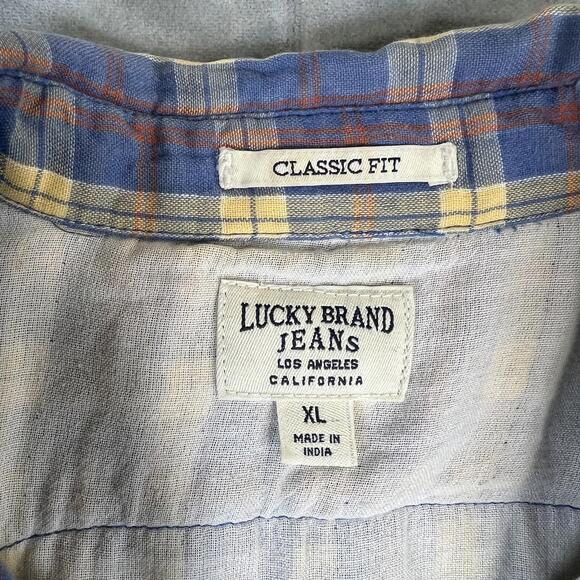 CLASSIC FIT
LUCKY BRAND
JEANS
LOS ANGELES
CALIFORNIA
XL
MADE IN
INDIA